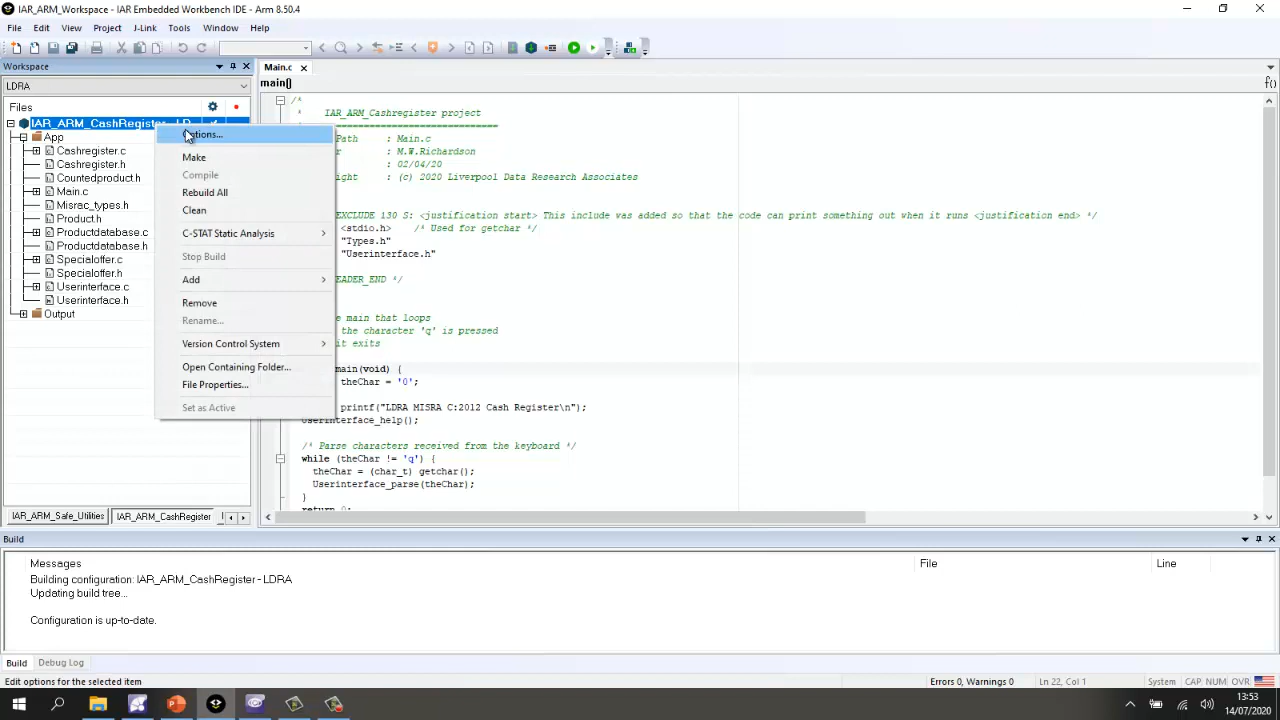 IAR_ARM_Workspace - IAR Embedded Workbench IDE - Arm 8.50.4
File Edit View Project J-Link Tools Window Help
Workspace
LDRA
Files
IAR_ARM_CashRegister - LD
App
Cashregister.c
Cashregister.h
Countedproduct.h
Main.c
Misrac_types.h
Product.h
Productdatabase.c
Productdatabase.h
Specialoffer.c
Specialoffer.h
Userinterface.c
Userinterface.h
Output
IAR_ARM_Safe_Utilities IAR_ARM_CashRegister
Make
Compile
Rebuild All
Clean
C-STAT Static Analysis
Stop Build
Add
Remove
Rename...
Version Control System
Open Containing Folder...
File Properties...
Set as Active
Main.c
main()
/*
* IAR_ARM_Cashregister project
============================
Path : Main.c
r : M.W.Richardson
: 02/04/20
ight : (c) 2020 Liverpool Data Research Associates
EXCLUDE 130 S: <justification start> This include was added so that the code can print something out when it runs <justification end> */
<stdio.h> /* Used for getchar */
"Types.h"
"Userinterface.h"
EADER_END */
e main that loops
the character 'q' is pressed
it exits
main(void) {
theChar = '0';
printf("LDRA MISRA C:2012 Cash Register\n");
Userinterface_help();
/* Parse characters received from the keyboard */
while (theChar != 'q') {
theChar = (char_t) getchar();
Userinterface_parse(theChar);
}
return 0;
Build
Messages File Line
Building configuration: IAR_ARM_CashRegister - LDRA
Updating build tree...
Configuration is up-to-date.
Build Debug Log
Edit options for the selected item Errors 0, Warnings 0 Ln 22, Col 1 System CAP NUM OVR
13:53
14/07/2020